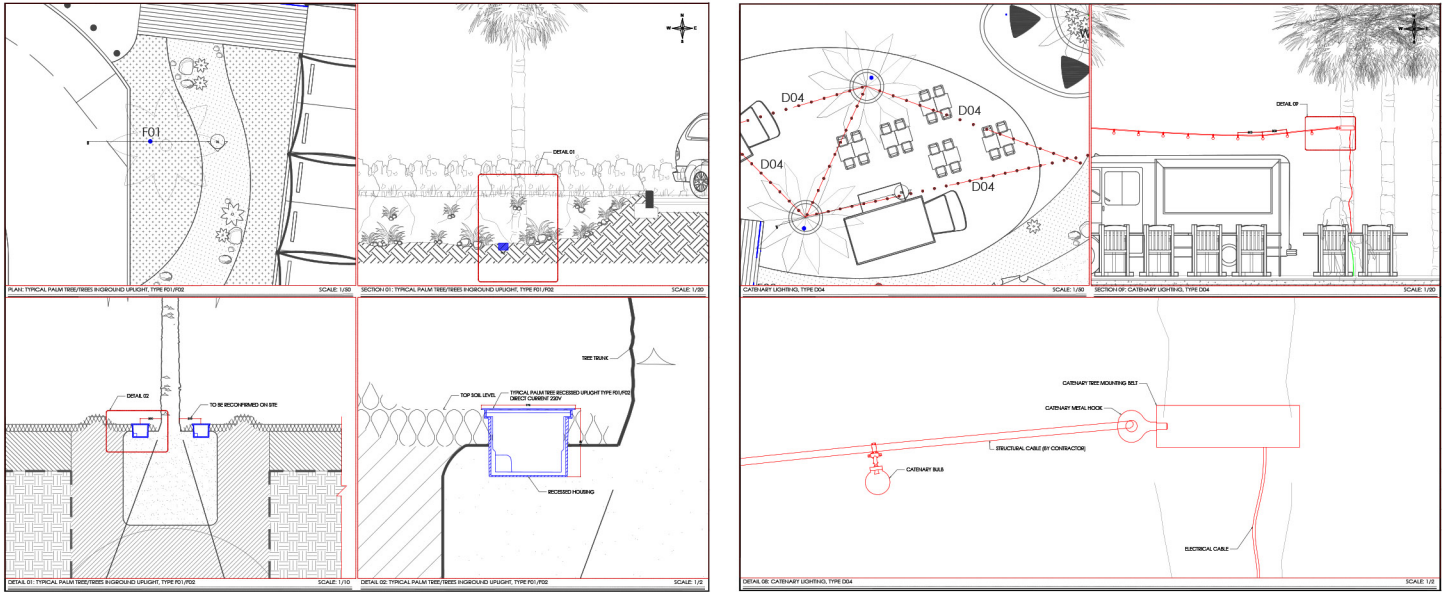 F01
N
W
E
S
DETAIL 01
PLAN: TYPICAL PALM TREE/TREES INGROUND UPLIGHT, TYPE F01/F02
SCALE: 1/50
SECTION 01: TYPICAL PALM TREE/TREES INGROUND UPLIGHT, TYPE F01/F02
SCALE: 1/20
DETAIL 02
TO BE RECONFIRMED ON SITE
DETAIL 01: TYPICAL PALM TREE/TREES INGROUND UPLIGHT, TYPE F01/F02
SCALE: 1/10
TREE TRUNK
TOP SOIL LEVEL
TYPICAL PALM TREE RECESSED UPLIGHT TYPE F01/F02
DIRECT CURRENT 230V
RECESSED HOUSING
DETAIL 02: TYPICAL PALM TREE/TREES INGROUND UPLIGHT, TYPE F01/F02
SCALE: 1/2
D04
D04
D04
D04
CATENARY LIGHTING, TYPE D04
SCALE: 1/50
W
E
S
DETAIL 09
SECTION 09: CATENARY LIGHTING, TYPE D04
SCALE: 1/20
CATENARY TREE MOUNTING BELT
CATENARY METAL HOOK
STRUCTURAL CABLE (BY CONTRACTOR)
CATENARY BULB
ELECTRICAL CABLE
DETAIL 08: CATENARY LIGHTING, TYPE D04
SCALE: 1/2